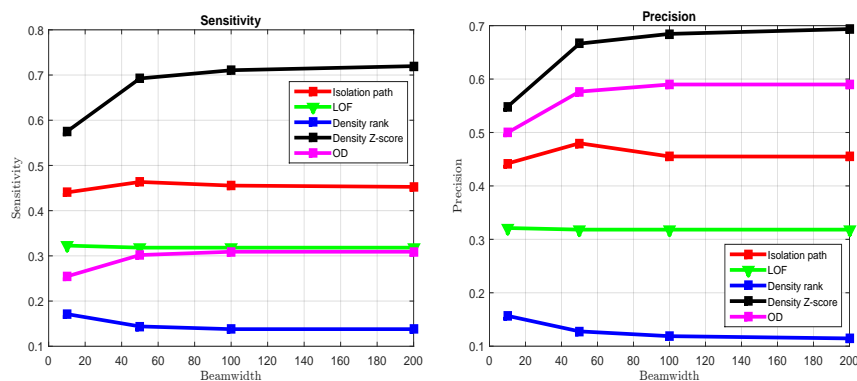 Sensitivity
0.8
0.7
0.6
0.5
0.4
0.3
0.2
0.1
Sensitivity
0 20 40 60 80 100 120 140 160 180 200
Beamwidth
Isolation path
LOF
Density rank
Density Z-score
OD
Precision
0.7
0.6
0.5
0.4
0.3
0.2
0.1
Precision
0 20 40 60 80 100 120 140 160 180 200
Beamwidth
Isolation path
LOF
Density rank
Density Z-score
OD